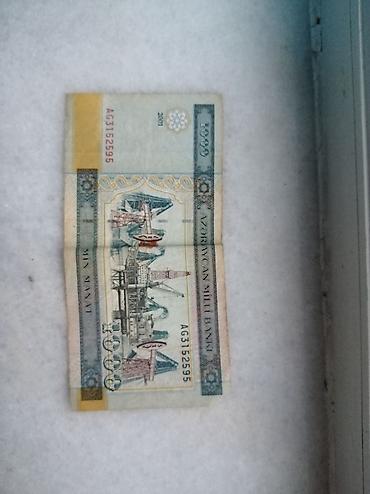 1000
AZƏRBAYCAN MİLLİ BANKI
2001
AG3152595
AG3152595
1000
MİN MANAT